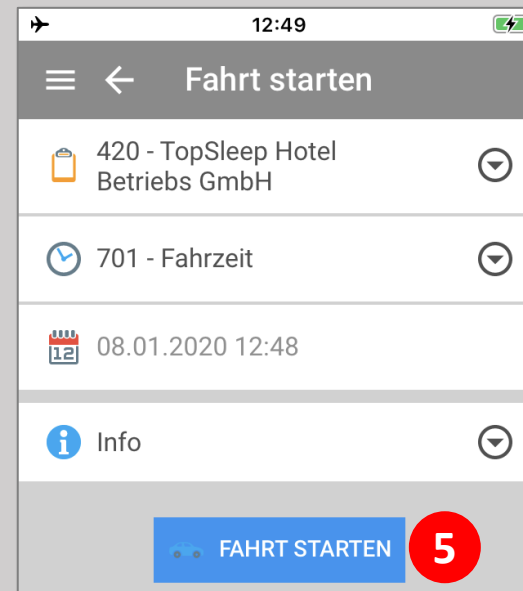 12:49
Fahrt starten
420 - TopSleep Hotel
Betriebs GmbH
701 - Fahrzeit
12
08.01.2020 12:48
Info
FAHRT STARTEN
5